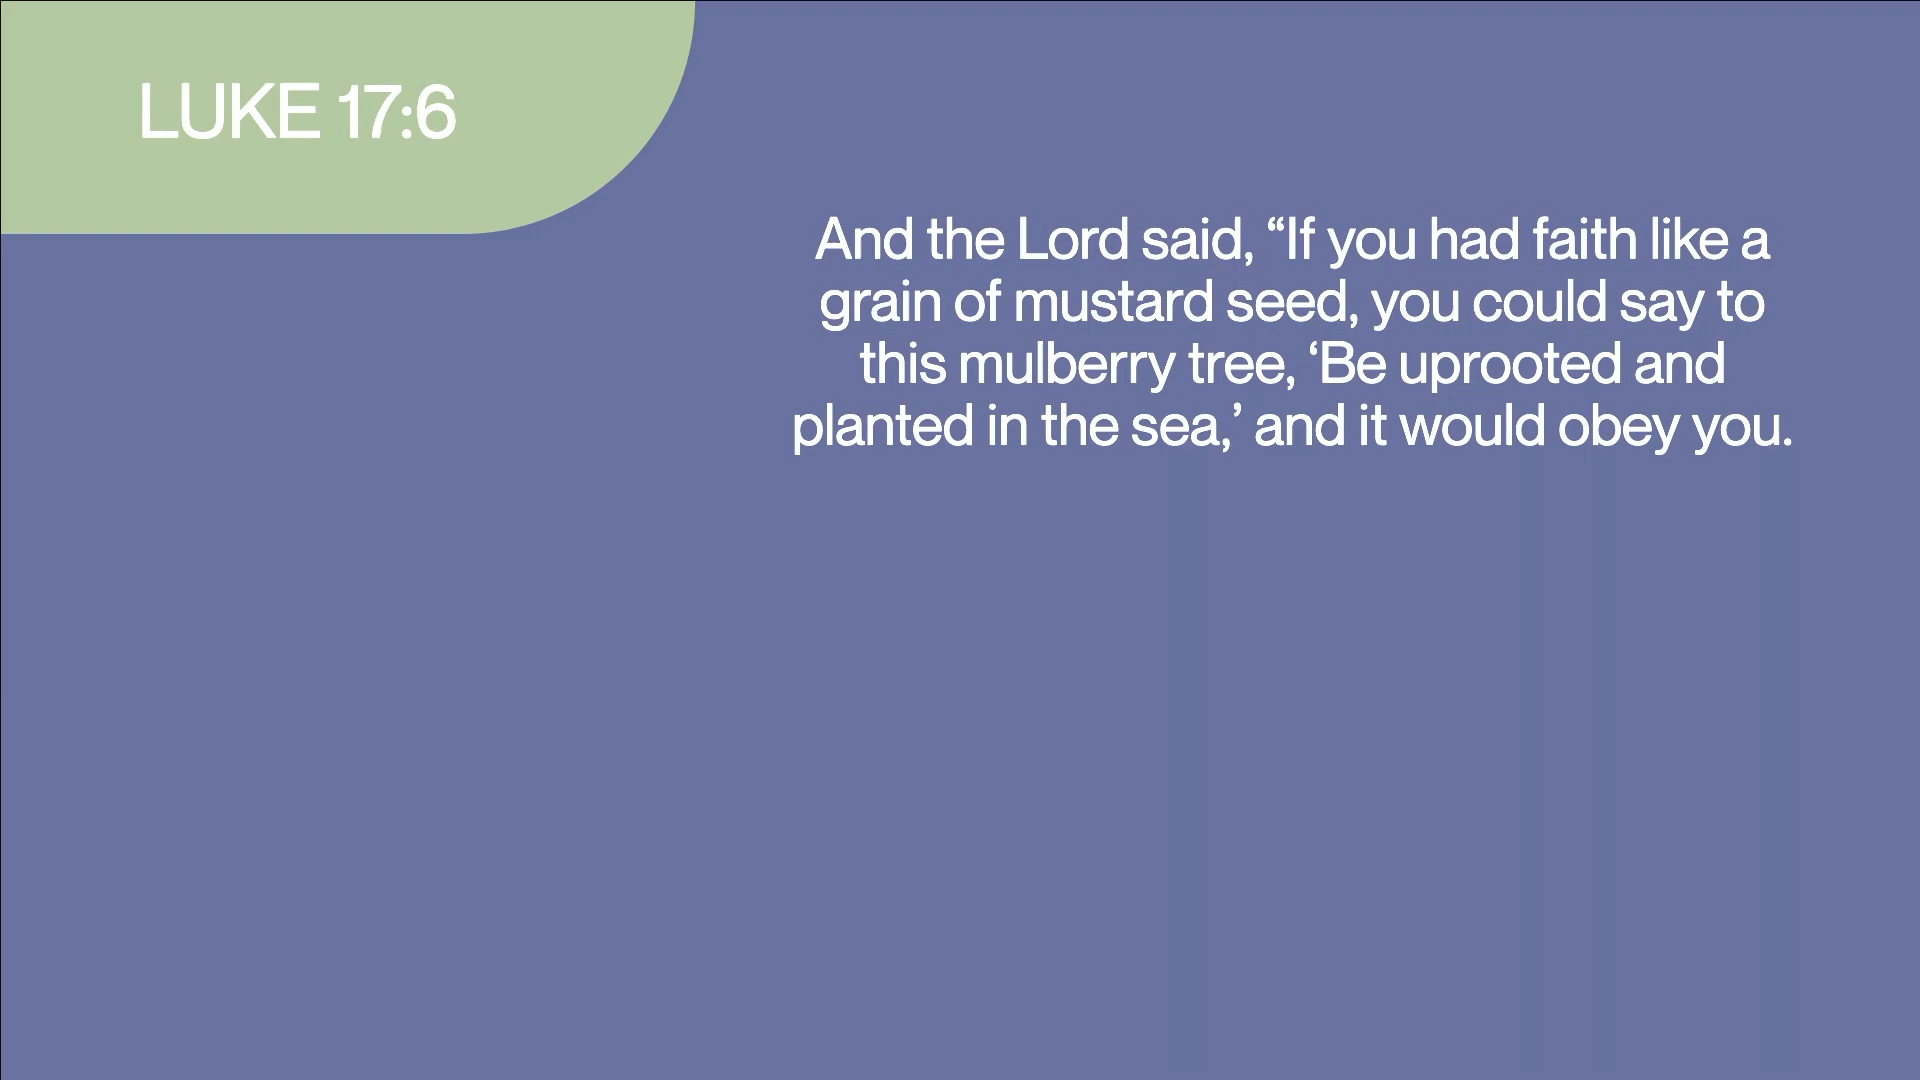 LUKE 17:6
And the Lord said, “If you had faith like a
grain of mustard seed, you could say to
this mulberry tree, ‘Be uprooted and
planted in the sea,’ and it would obey you.